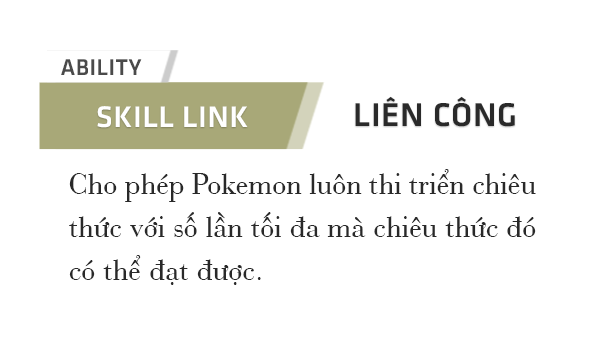 ABILITY
SKILL LINK
LIÊN CÔNG
Cho phép Pokemon luôn thi triển chiêu
thức với số lần tối đa mà chiêu thức đó
có thể đạt được.